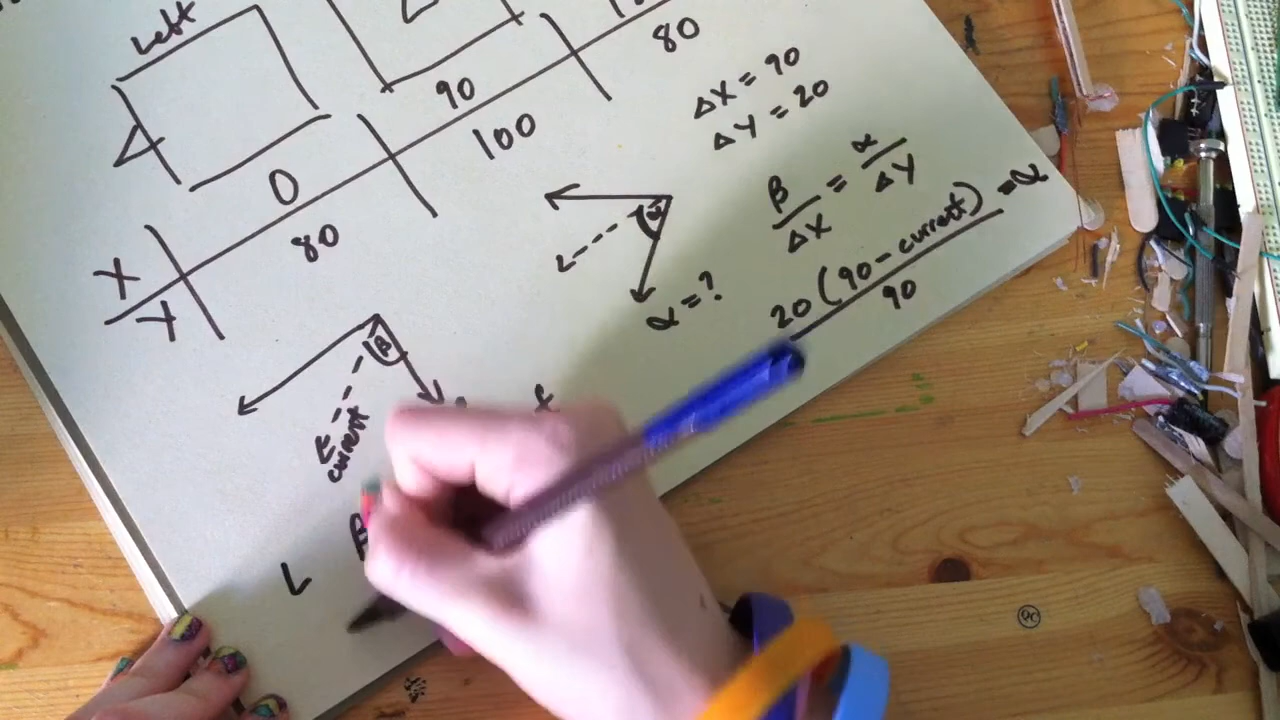 Left
X 0 90
Y 80 100 80
ΔX = 90
ΔY = 20
β/ΔX = α/ΔY
20(90-current)/90 = α
α
α = ?
β
current
β
L